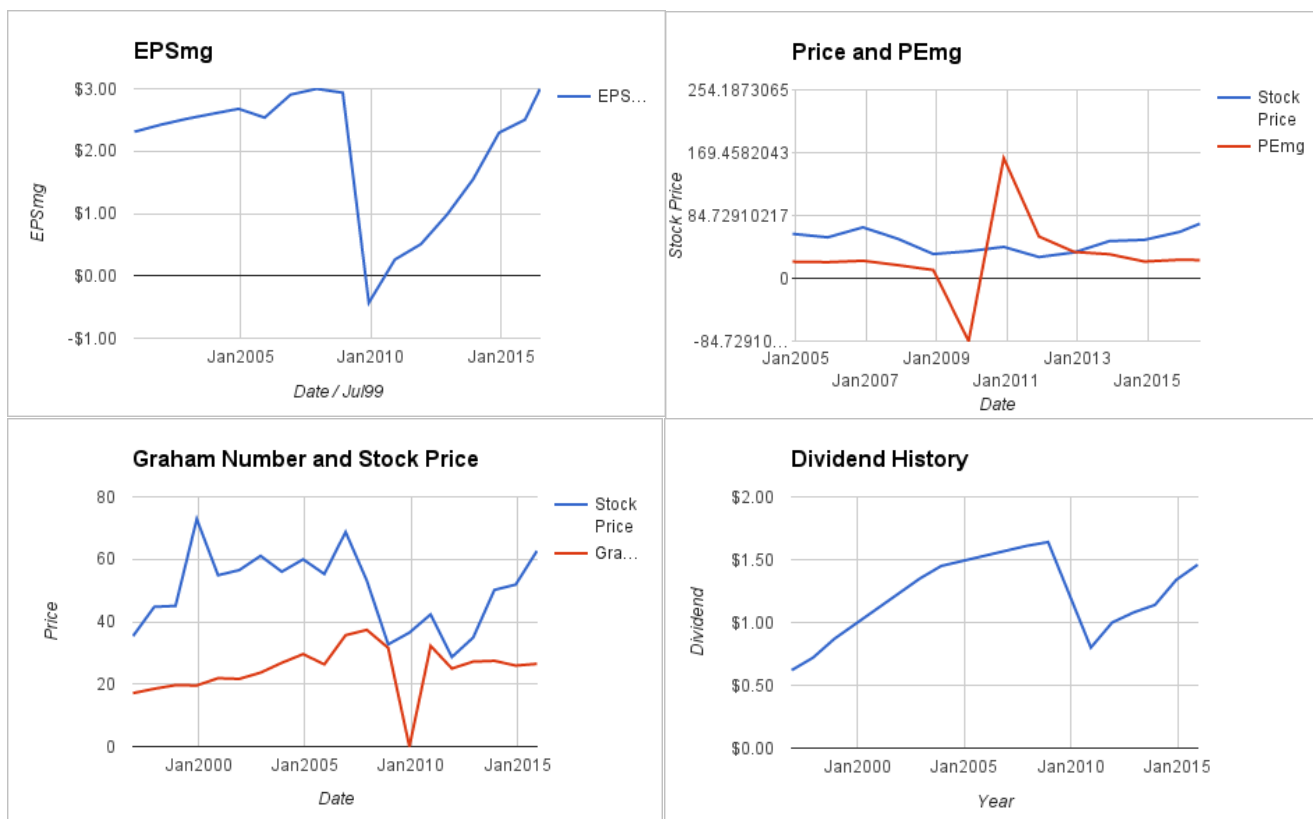 EPSmg
$3.00
$2.00
$1.00
$0.00
-$1.00
EPSmg
EPS...
Jan2005
Jan2010
Jan2015
Date / Jul99
Price and PEmg
254.1873065
169.4582043
84.72910217
0
-84.72910...
Stock Price
Stock
Price
PEmg
Jan2005
Jan2009
Jan2013
Jan2007
Jan2011
Jan2015
Date
Graham Number and Stock Price
80
60
40
20
0
Price
Stock
Price
Gra...
Jan2000
Jan2005
Jan2010
Jan2015
Date
Dividend History
$2.00
$1.50
$1.00
$0.50
$0.00
Dividend
Jan2000
Jan2005
Jan2010
Jan2015
Year